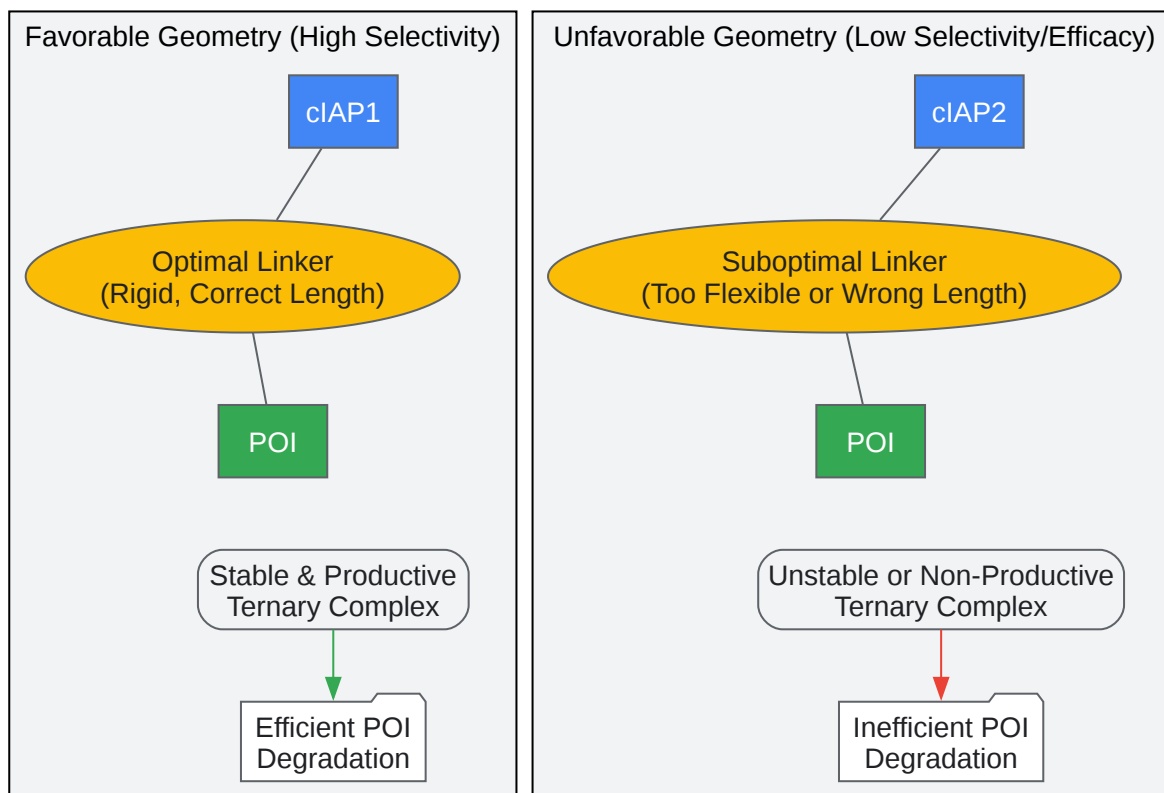 Favorable Geometry (High Selectivity)
cIAP1
Optimal Linker
(Rigid, Correct Length)
POI
Stable & Productive
Ternary Complex
Efficient POI
Degradation
Unfavorable Geometry (Low Selectivity/Efficacy)
cIAP2
Suboptimal Linker
(Too Flexible or Wrong Length)
POI
Unstable or Non-Productive
Ternary Complex
Inefficient POI
Degradation